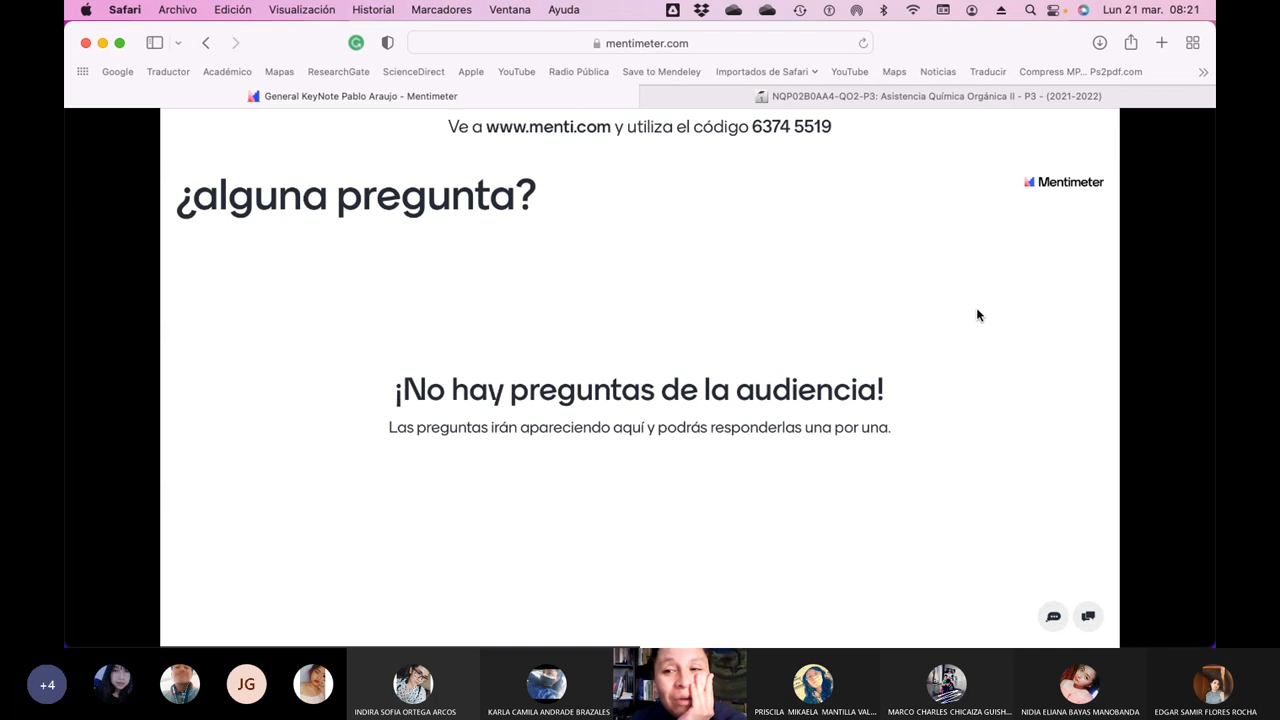 Safari Archivo Edición Visualización Historial Marcadores Ventana Ayuda Lun 21 mar. 08:21
mentimeter.com
Google Traductor Académico Mapas ResearchGate ScienceDirect Apple YouTube Radio Pública Save to Mendeley Importados de Safari YouTube Maps Noticias Traducir Compress MP... Ps2pdf.com
General KeyNote Pablo Araujo - Mentimeter NQP02B0AA4-QO2-P3: Asistencia Química Orgánica II - P3 - (2021-2022)
Ve a www.menti.com y utiliza el código 6374 5519
¿alguna pregunta?
Mentimeter
¡No hay preguntas de la audiencia!
Las preguntas irán apareciendo aquí y podrás responderlas una por una.
+4 JG
INDIRA SOFIA ORTEGA ARCOS KARLA CAMILA ANDRADE BRAZALES PRISCILA MIKAELA MANTILLA VAL... MARCO CHARLES CHICAIZA GUISH... NIDIA ELIANA BAYAS MANOBANDA EDGAR SAMIR FLORES ROCHA